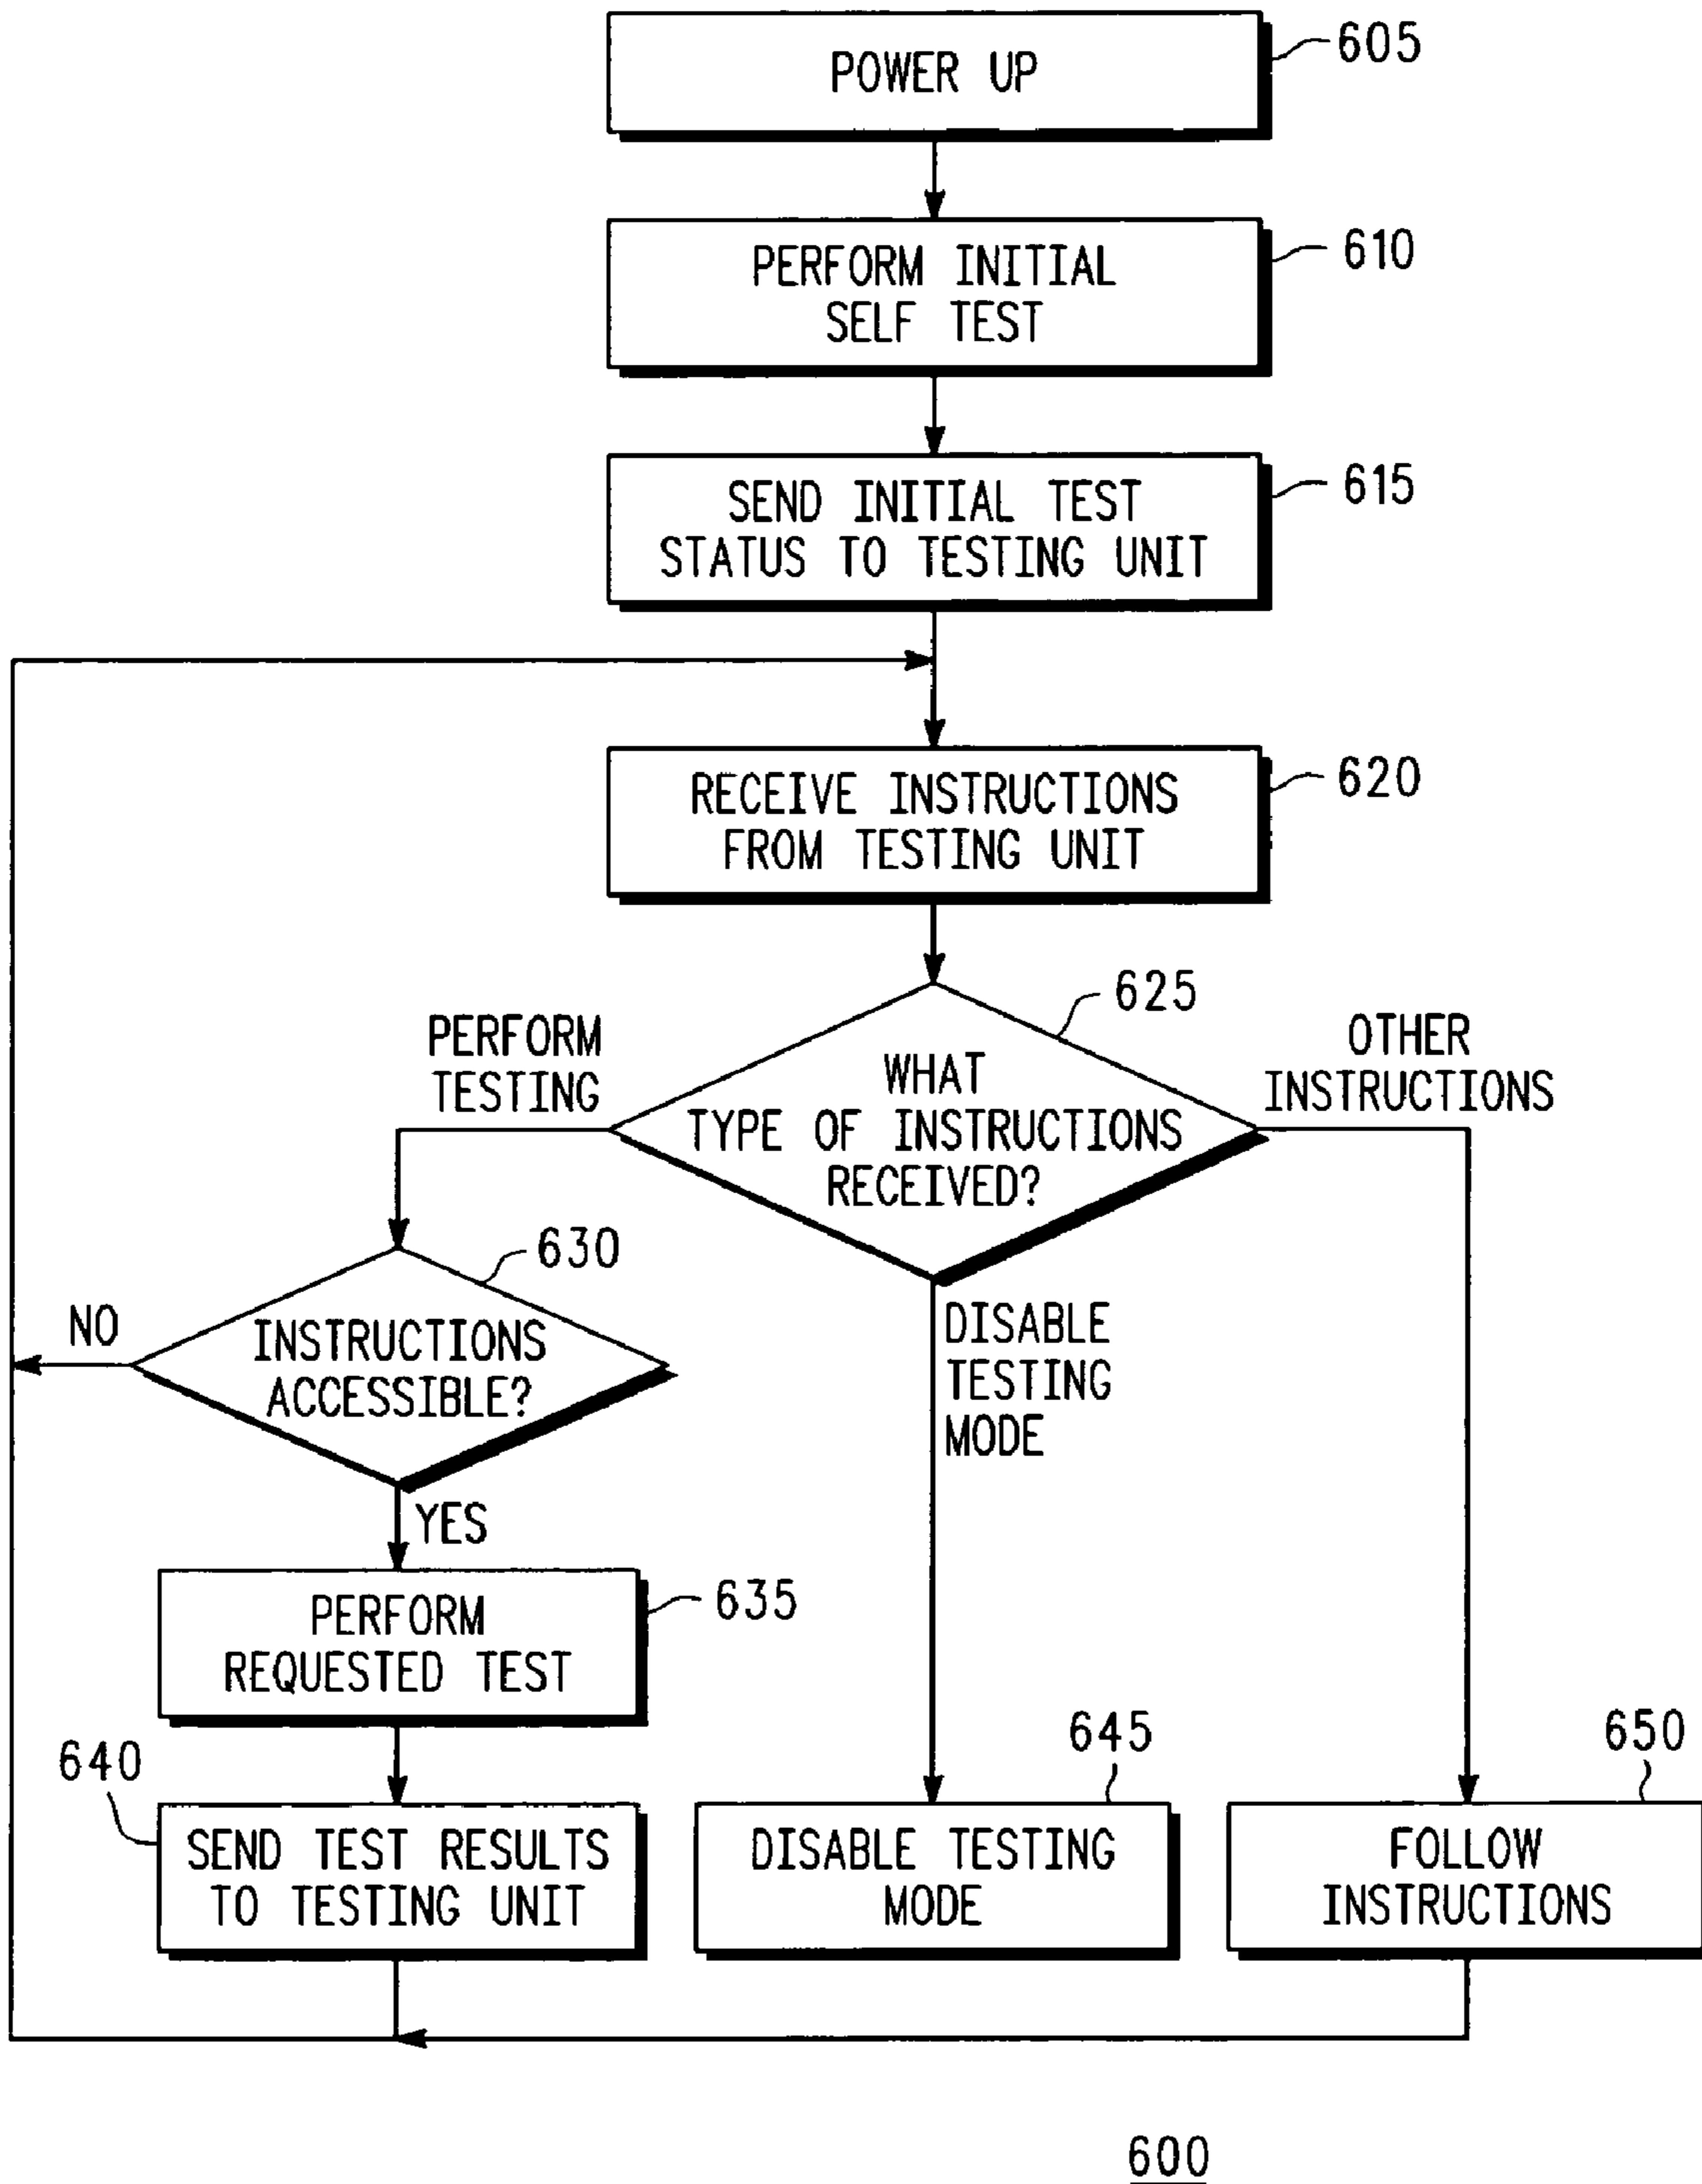 POWER UP
605
PERFORM INITIAL
SELF TEST
610
SEND INITIAL TEST
STATUS TO TESTING UNIT
615
RECEIVE INSTRUCTIONS
FROM TESTING UNIT
620
625
PERFORM
TESTING
WHAT
TYPE OF INSTRUCTIONS
RECEIVED?
OTHER
INSTRUCTIONS
630
NO
INSTRUCTIONS
ACCESSIBLE?
DISABLE
TESTING
MODE
YES
PERFORM
REQUESTED TEST
635
640
SEND TEST RESULTS
TO TESTING UNIT
645
DISABLE TESTING
MODE
650
FOLLOW
INSTRUCTIONS
600